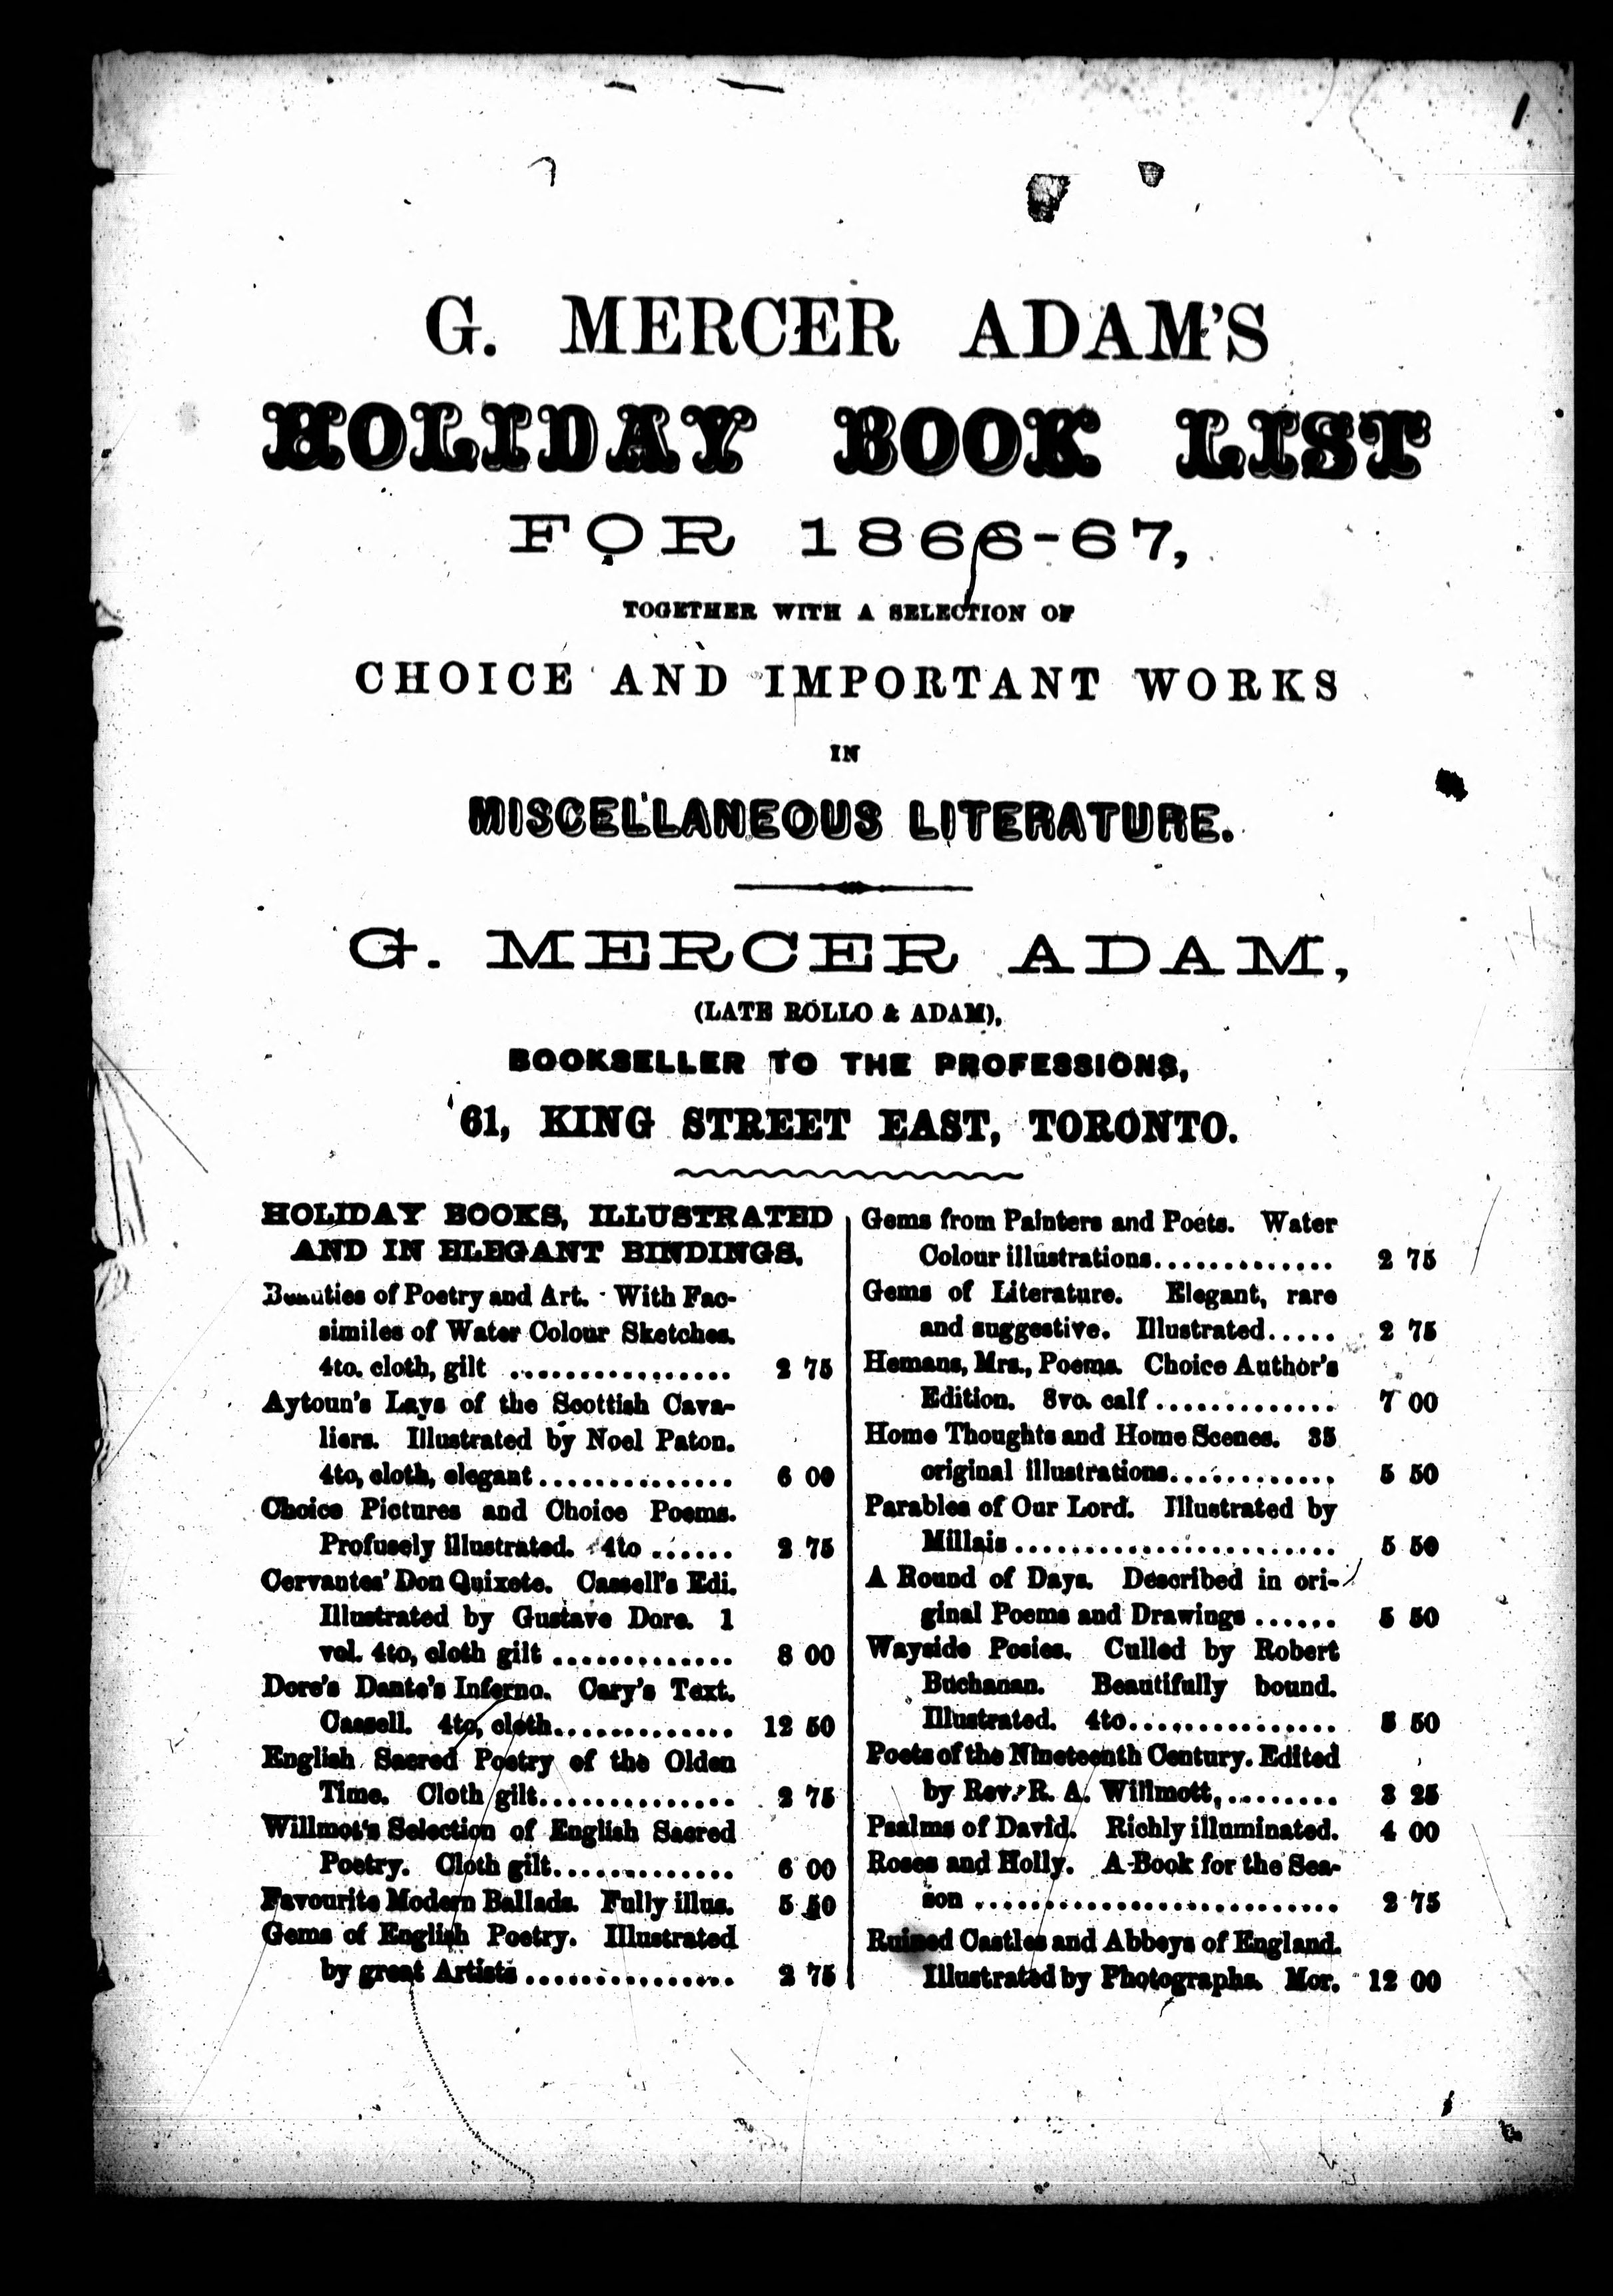 1
G. MERCER ADAM'S
HOLIDAY BOOK LIST
FOR 1866-67,
TOGETHER WITH A SELECTION OF
CHOICE AND IMPORTANT WORKS
IN
MISCELLANEOUS LITERATURE.
G. MERCER ADAM,
(LATE ROLLO & ADAM),
BOOKSELLER TO THE PROFESSIONS,
61, KING STREET EAST, TORONTO.
HOLIDAY BOOKS, ILLUSTRATED
AND IN ELEGANT BINDINGS.
Beauties of Poetry and Art. With Fac-
similes of Water Colour Sketches.
4to. cloth, gilt ................ 2 75
Aytoun's Lays of the Scottish Cava-
liers. Illustrated by Noel Paton.
4to, cloth, elegant .............. 6 00
Choice Pictures and Choice Poems.
Profusely illustrated. 4to ...... 2 75
Cervantes' Don Quixote. Cassell's Edi.
Illustrated by Gustave Dore. 1
vol. 4to, cloth gilt ............. 8 00
Dore's Dante's Inferno. Cary's Text.
Cassell. 4to, cloth ............. 12 50
English Sacred Poetry of the Olden
Time. Cloth gilt .............. 2 75
Willmot's Selection of English Sacred
Poetry. Cloth gilt ............. 6 00
Favourite Modern Ballads. Fully illus. 5 50
Gems of English Poetry. Illustrated
by great Artists ............... 2 75
Gems from Painters and Poets. Water
Colour illustrations ............. 2 75
Gems of Literature. Elegant, rare
and suggestive. Illustrated ..... 2 75
Hemans, Mrs., Poems. Choice Author's
Edition. 8vo. calf ............. 7 00
Home Thoughts and Home Scenes. 35
original illustrations ............ 5 50
Parables of Our Lord. Illustrated by
Millais ....................... 5 50
A Round of Days. Described in ori-
ginal Poems and Drawings ...... 5 50
Wayside Posies. Culled by Robert
Buchanan. Beautifully bound.
Illustrated. 4to ............... 5 50
Poets of the Nineteenth Century. Edited
by Rev. R. A. Willmott, ........ 3 25
Psalms of David. Richly illuminated. 4 00
Roses and Holly. A Book for the Sea-
son .......................... 2 75
Ruined Castles and Abbeys of England.
Illustrated by Photographs. Mor. 12 00